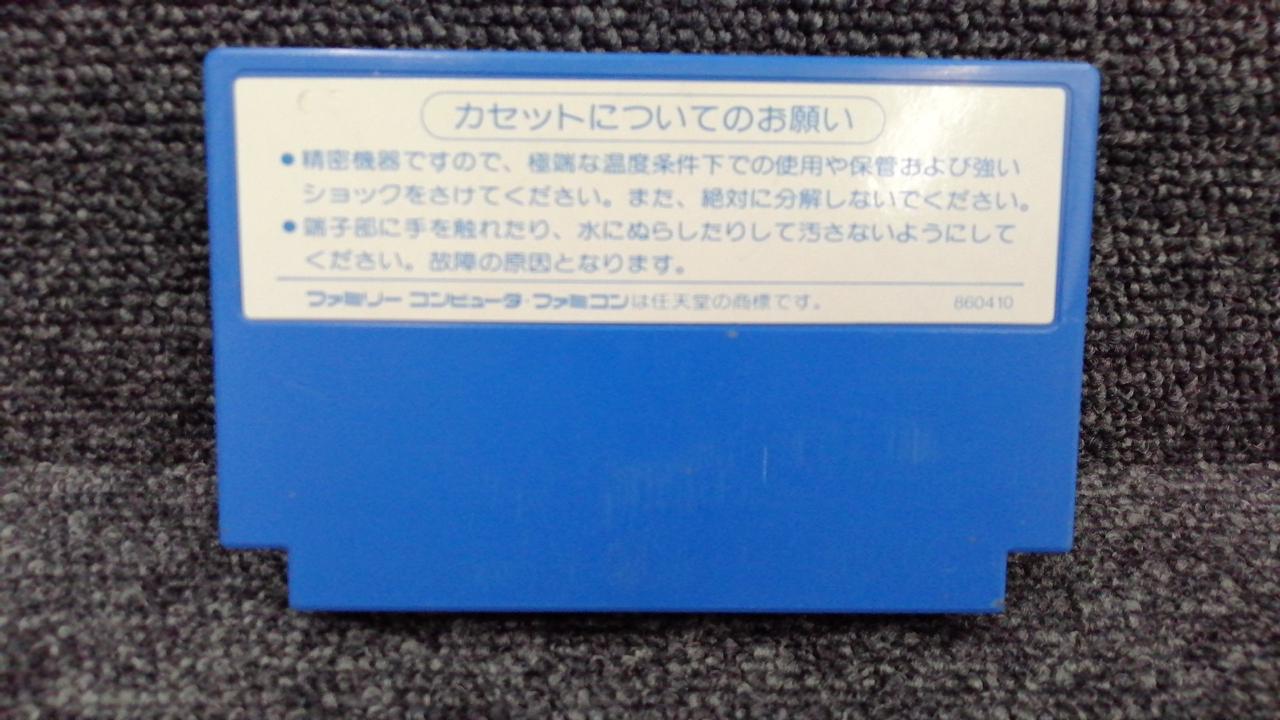 カセットについてのお願い
●精密機器ですので、極端な温度条件下での使用や保管および強い
ショックをさけてください。また、絶対に分解しないでください。
●端子部に手を触れたり、水にぬらしたりして汚さないようにして
ください。故障の原因となります。
ファミリー コンピュータ・ファミコンは任天堂の商標です。 860410